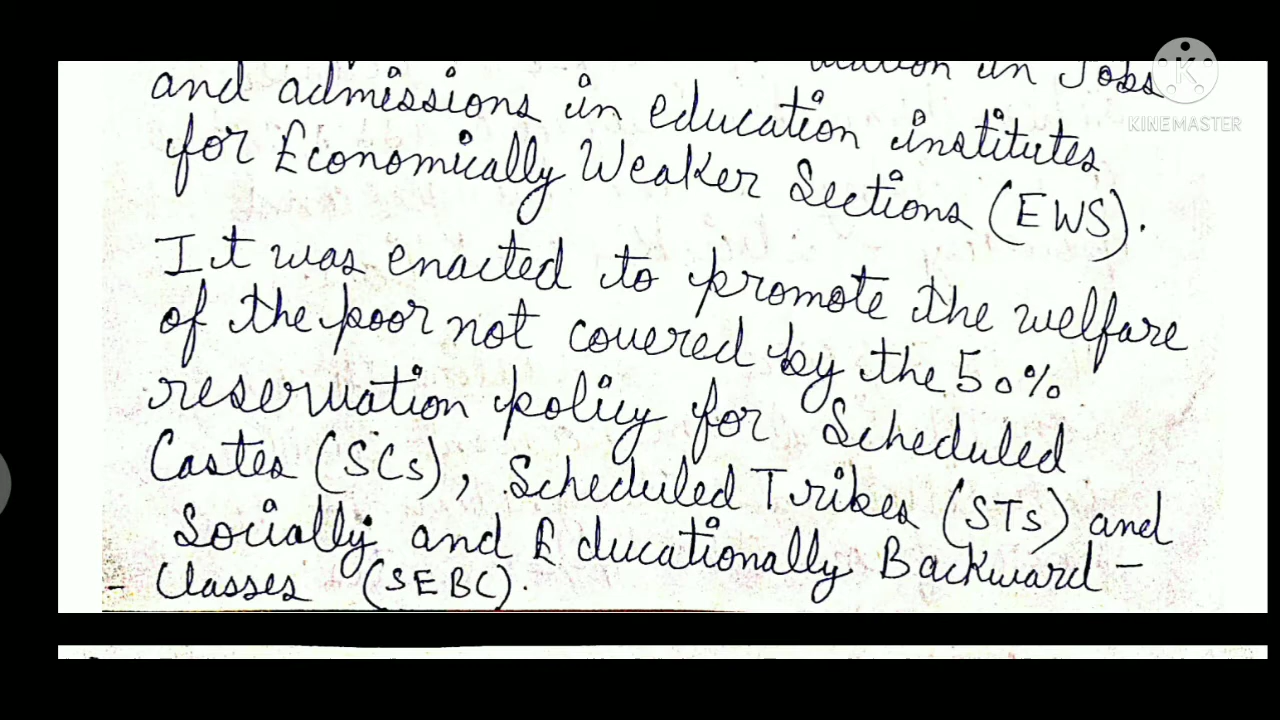 in Jobs
and admissions in education institutes
for Economically Weaker Sections (EWS).
It was enacted to promote the welfare
of the poor not covered by the 50%
reservation policy for Scheduled
Castes (SCs), Scheduled Tribes (STs) and
Socially and Educationally Backward -
- Classes (SEBC).
K
KINEMASTER